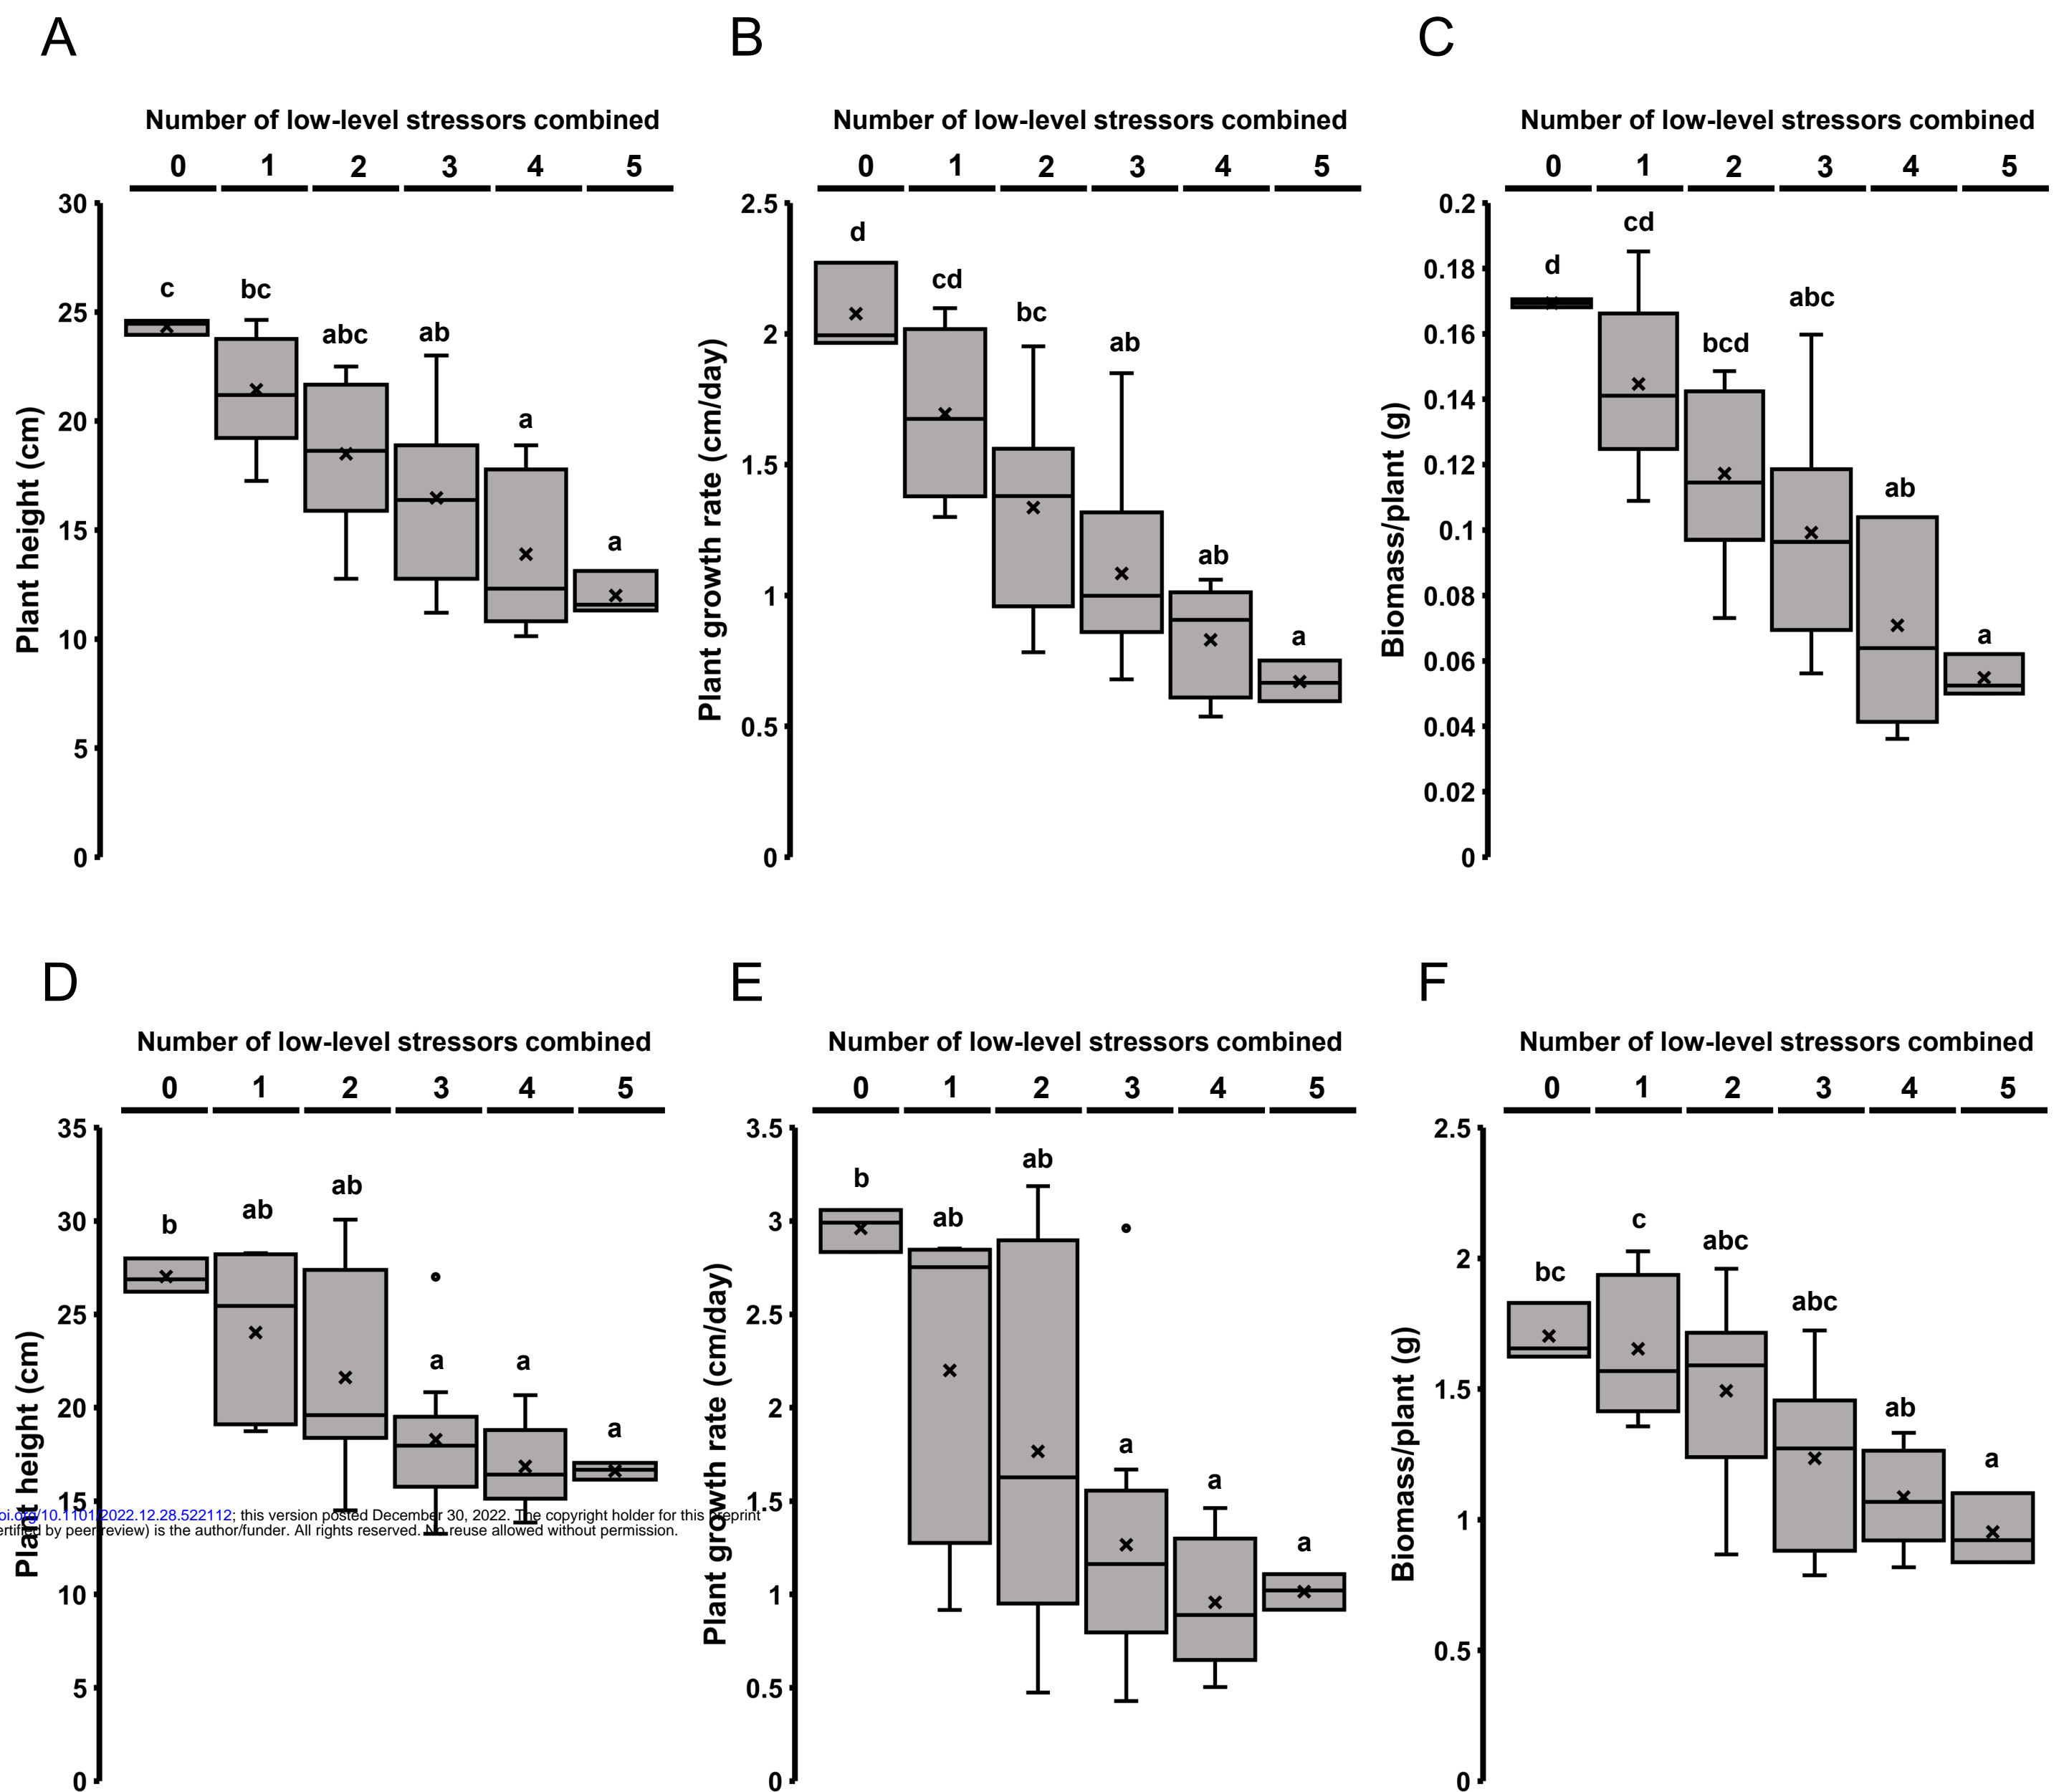 A
B
C
Number of low-level stressors combined
Number of low-level stressors combined
Number of low-level stressors combined
0 1 2 3 4 5
0 1 2 3 4 5
0 1 2 3 4 5
Plant height (cm)
30
25
20
15
10
5
0
c bc abc ab a a
Plant growth rate (cm/day)
2.5
2
1.5
1
0.5
0
d cd bc ab ab a
Biomass/plant (g)
0.2
0.18
0.16
0.14
0.12
0.1
0.08
0.06
0.04
0.02
0
d cd bcd abc ab a
D
E
F
Number of low-level stressors combined
Number of low-level stressors combined
Number of low-level stressors combined
0 1 2 3 4 5
0 1 2 3 4 5
0 1 2 3 4 5
Plant height (cm)
35
30
25
20
15
10
5
0
b ab ab a a a
Plant growth rate (cm/day)
3.5
3
2.5
2
1.5
1
0.5
0
b ab ab a a a
Biomass/plant (g)
2.5
2
1.5
1
0.5
0
bc c abc abc ab a
oi.org/10.1101/2022.12.28.522112; this version posted December 30, 2022. The copyright holder for this preprint
ertified by peer review) is the author/funder. All rights reserved. No reuse allowed without permission.